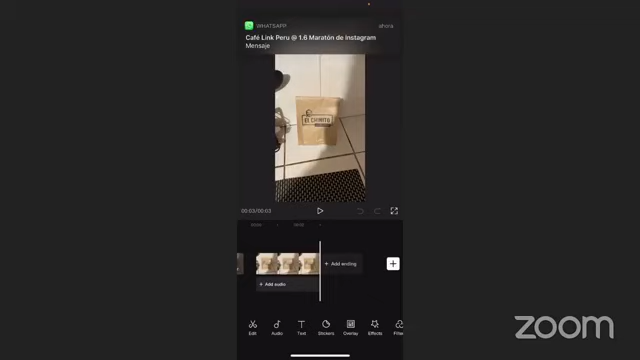 WHATSAPP
ahora
Café Link Peru @ 1.6 Maratón de Instagram
Mensaje
EL CHINITO
00:03/00:03
+ Add ending
+ Add audio
Edit
Audio
Text
Stickers
Overlay
Effects
Filters
zoom